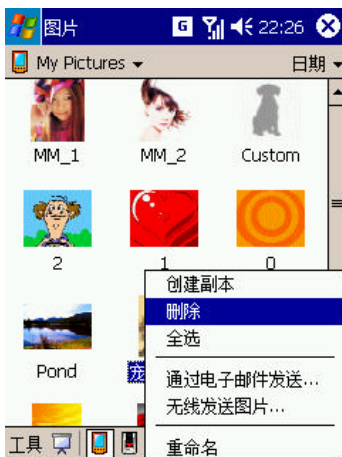 图片 G 22:26
My Pictures 日期
MM_1 MM_2 Custom
2 1 0
Pond 宠
创建副本
删除
全选
通过电子邮件发送...
无线发送图片...
重命名
工具